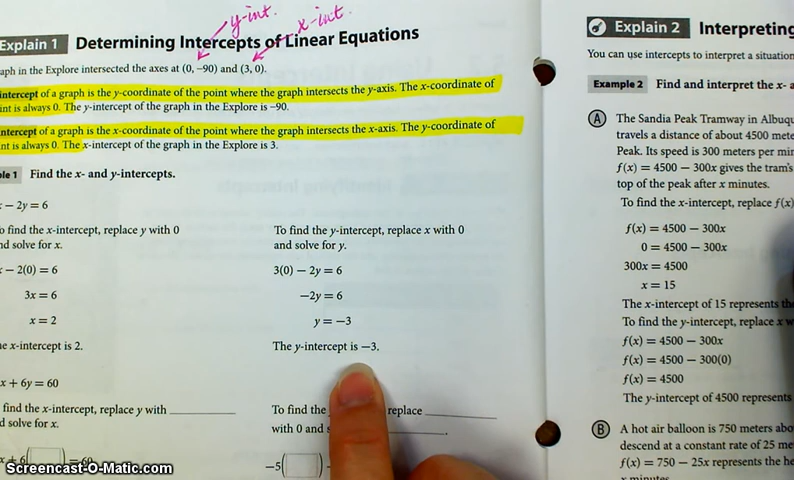 y-int.
x-int.
Explain 1 Determining Intercepts of Linear Equations
aph in the Explore intersected the axes at (0, −90) and (3, 0).
intercept of a graph is the y-coordinate of the point where the graph intersects the y-axis. The x-coordinate of
int is always 0. The y-intercept of the graph in the Explore is −90.
intercept of a graph is the x-coordinate of the point where the graph intersects the x-axis. The y-coordinate of
nt is always 0. The x-intercept of the graph in the Explore is 3.
le 1 Find the x- and y-intercepts.
− 2y = 6
o find the x-intercept, replace y with 0
nd solve for x.
− 2(0) = 6
3x = 6
x = 2
e x-intercept is 2.
To find the y-intercept, replace x with 0
and solve for y.
3(0) − 2y = 6
−2y = 6
y = −3
The y-intercept is −3.
x + 6y = 60
find the x-intercept, replace y with
d solve for x.
x + 6( ) = 60
To find the replace
with 0 and s
−5( )
Explain 2 Interpreting
You can use intercepts to interpret a situation
Example 2 Find and interpret the x- a
A The Sandia Peak Tramway in Albuqu
travels a distance of about 4500 mete
Peak. Its speed is 300 meters per min
f(x) = 4500 − 300x gives the tram's
top of the peak after x minutes.
To find the x-intercept, replace f(x)
f(x) = 4500 − 300x
0 = 4500 − 300x
300x = 4500
x = 15
The x-intercept of 15 represents the
To find the y-intercept, replace x w
f(x) = 4500 − 300x
f(x) = 4500 − 300(0)
f(x) = 4500
The y-intercept of 4500 represents
B A hot air balloon is 750 meters abo
descend at a constant rate of 25 me
f(x) = 750 − 25x represents the he
x minutes
Screencast-O-Matic.com